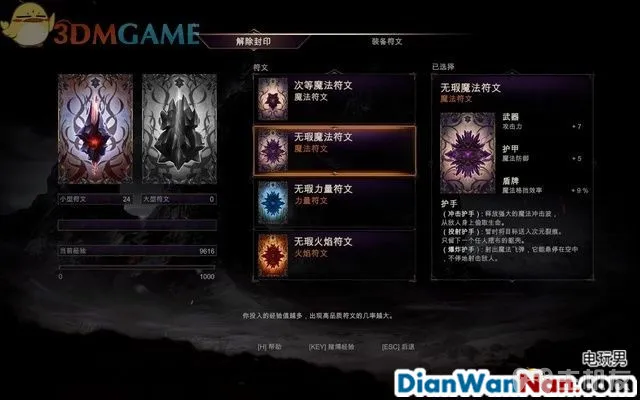 3DMGAME
解除封印
装备符文
符文
已选择
次等魔法符文
魔法符文
无瑕魔法符文
魔法符文
无瑕力量符文
力量符文
无瑕火焰符文
火焰符文
无瑕魔法符文
魔法符文
武器
攻击力 +7
护甲
魔法防御 +5
盾牌
魔法格挡效率 +9 %
护手
(冲击护手):释放强大的魔法冲击波,
从敌人身上偷取生命。
(投射护手):暂时将目标送入次元裂痕。
只留下一个任人摆布的躯壳。
(爆炸护手):射出魔法飞弹,它能悬停在空中
不停地射击敌人。
小型符文 24
大型符文 0
当前经验 9616
0 1000
你投入的经验值越多,出现高品质符文的几率越大。
[H] 帮助
[KEY] 赌博经验
[ESC] 后退
电玩男
DianWanNan.com